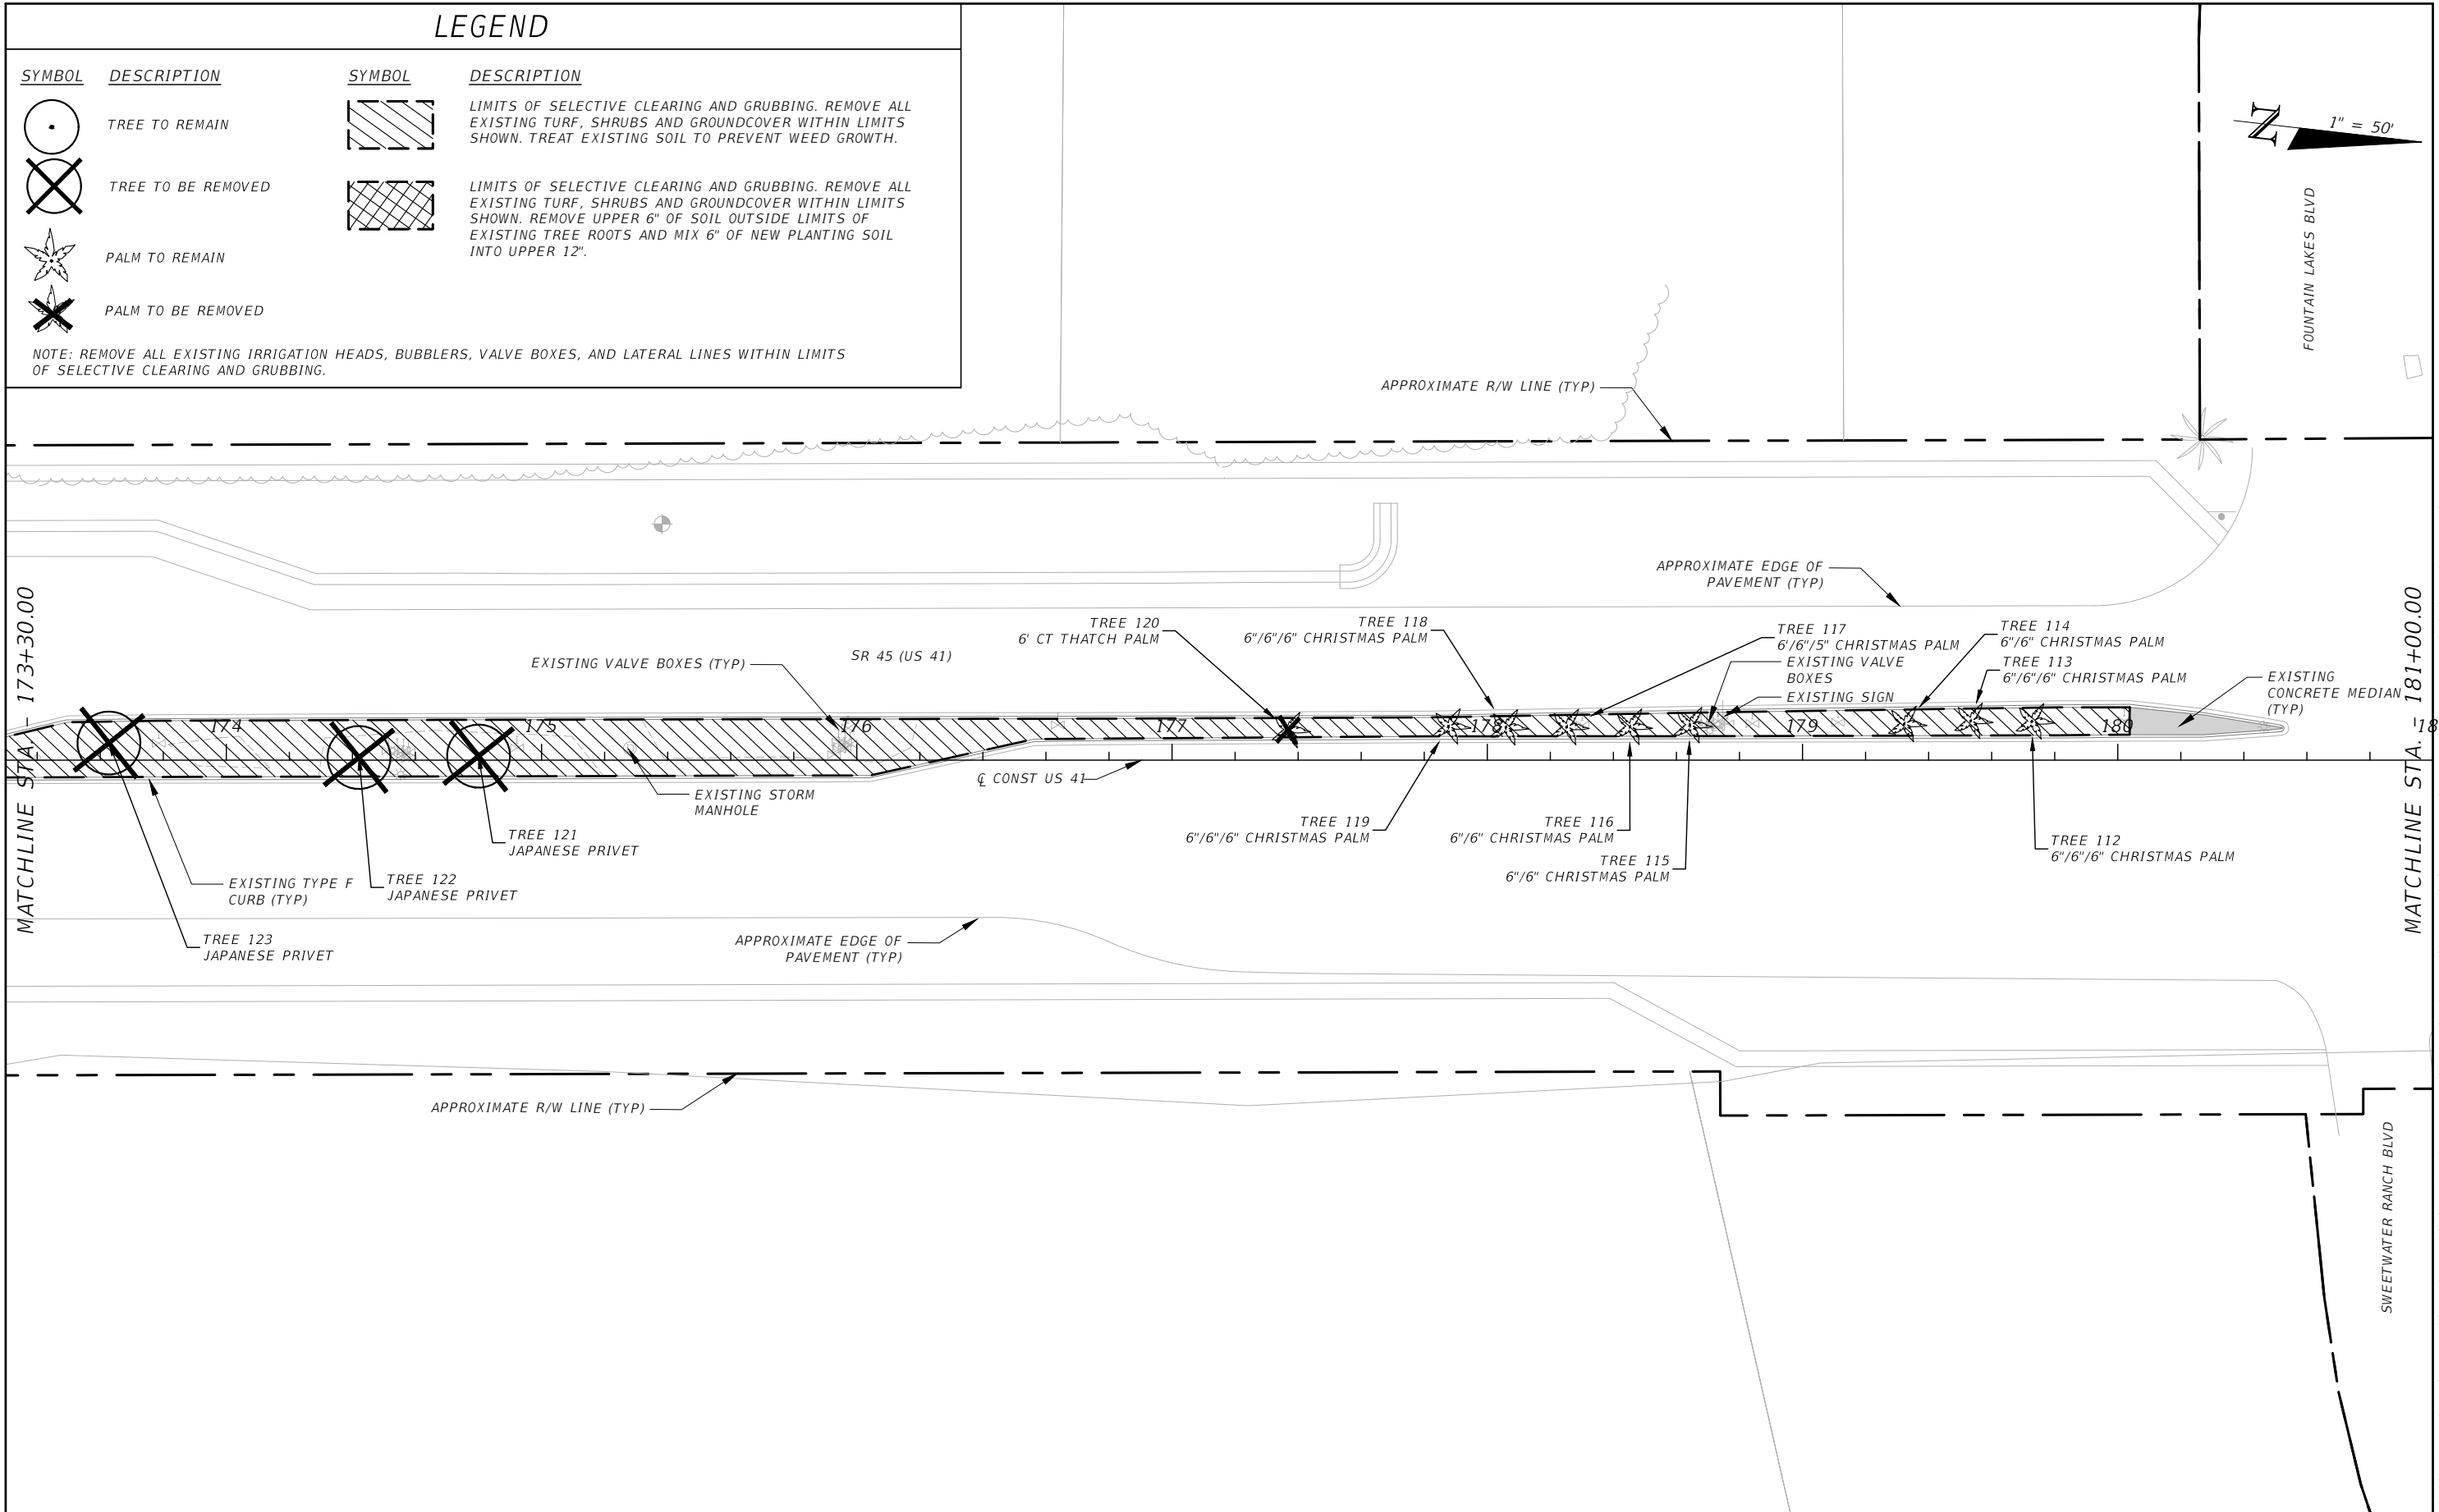 LEGEND
SYMBOL DESCRIPTION SYMBOL DESCRIPTION
TREE TO REMAIN
TREE TO BE REMOVED
PALM TO REMAIN
PALM TO BE REMOVED
LIMITS OF SELECTIVE CLEARING AND GRUBBING. REMOVE ALL
EXISTING TURF, SHRUBS AND GROUNDCOVER WITHIN LIMITS
SHOWN. TREAT EXISTING SOIL TO PREVENT WEED GROWTH.
LIMITS OF SELECTIVE CLEARING AND GRUBBING. REMOVE ALL
EXISTING TURF, SHRUBS AND GROUNDCOVER WITHIN LIMITS
SHOWN. REMOVE UPPER 6" OF SOIL OUTSIDE LIMITS OF
EXISTING TREE ROOTS AND MIX 6" OF NEW PLANTING SOIL
INTO UPPER 12".
NOTE: REMOVE ALL EXISTING IRRIGATION HEADS, BUBBLERS, VALVE BOXES, AND LATERAL LINES WITHIN LIMITS
OF SELECTIVE CLEARING AND GRUBBING.
N
1" = 50'
FOUNTAIN LAKES BLVD
APPROXIMATE R/W LINE (TYP)
APPROXIMATE EDGE OF
PAVEMENT (TYP)
MATCHLINE STA. - 173+30.00
EXISTING VALVE BOXES (TYP)
SR 45 (US 41)
TREE 120
6' CT THATCH PALM
TREE 118
6"/6"/6" CHRISTMAS PALM
TREE 117
6'/6"/5" CHRISTMAS PALM
EXISTING VALVE
BOXES
EXISTING SIGN
TREE 114
6"/6" CHRISTMAS PALM
TREE 113
6"/6"/6" CHRISTMAS PALM
EXISTING
CONCRETE MEDIAN
(TYP)
MATCHLINE STA. - 181+00.00
174
175
176
177
178
179
180
18
℄ CONST US 41
EXISTING STORM
MANHOLE
TREE 121
JAPANESE PRIVET
TREE 122
JAPANESE PRIVET
EXISTING TYPE F
CURB (TYP)
TREE 123
JAPANESE PRIVET
TREE 119
6"/6"/6" CHRISTMAS PALM
TREE 116
6"/6" CHRISTMAS PALM
TREE 115
6"/6" CHRISTMAS PALM
TREE 112
6"/6"/6" CHRISTMAS PALM
APPROXIMATE EDGE OF
PAVEMENT (TYP)
APPROXIMATE R/W LINE (TYP)
SWEETWATER RANCH BLVD